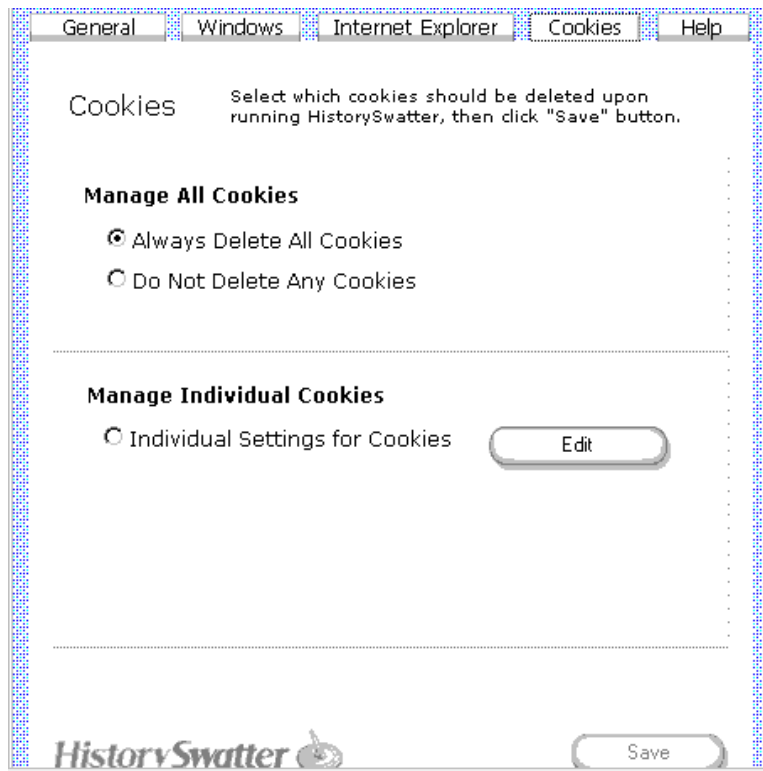 General Windows Internet Explorer Cookies Help
Cookies
Select which cookies should be deleted upon
running HistorySwatter, then click "Save" button.
Manage All Cookies
Always Delete All Cookies
Do Not Delete Any Cookies
Manage Individual Cookies
Individual Settings for Cookies Edit
HistorySwatter Save